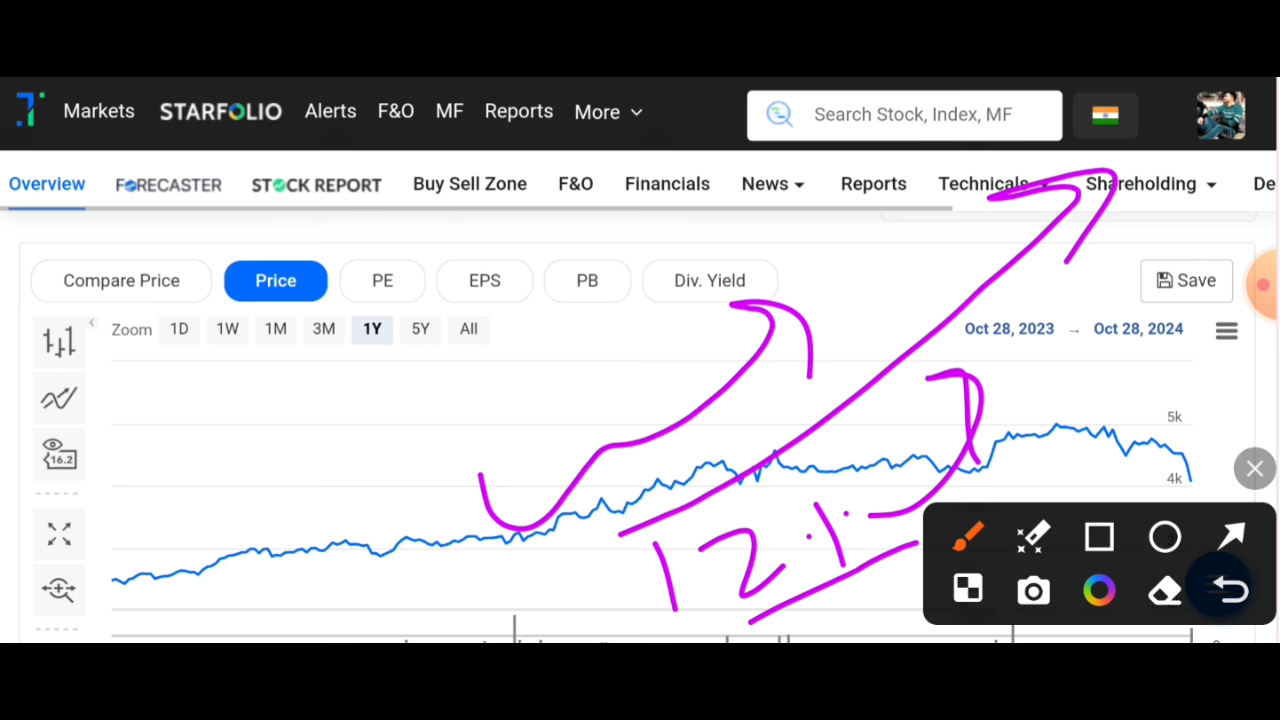 Markets STARFOLIO Alerts F&O MF Reports More Search Stock, Index, MF
Overview FORECASTER STOCK REPORT Buy Sell Zone F&O Financials News Reports Technicals Shareholding De
Compare Price Price PE EPS PB Div. Yield Save
Zoom 1D 1W 1M 3M 1Y 5Y All Oct 28, 2023 → Oct 28, 2024
5k
16.2
4k
12%